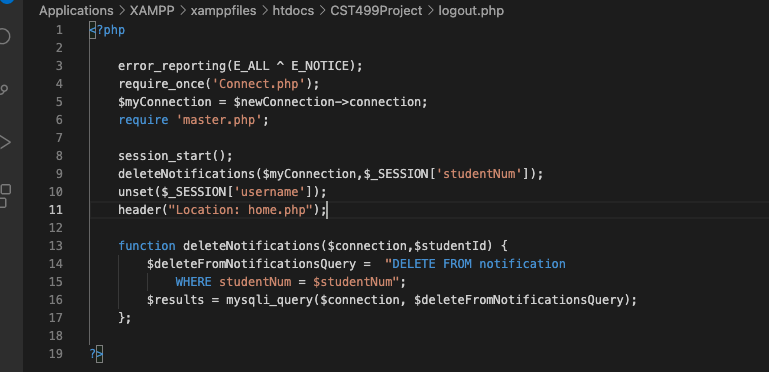 Applications > XAMPP > xamppfiles > htdocs > CST499Project > logout.php
1 <?php
2
3 error_reporting(E_ALL ^ E_NOTICE);
4 require_once('Connect.php');
5 $myConnection = $newConnection->connection;
6 require 'master.php';
7
8 session_start();
9 deleteNotifications($myConnection,$_SESSION['studentNum']);
10 unset($_SESSION['username']);
11 header("Location: home.php");
12
13 function deleteNotifications($connection,$studentId) {
14 $deleteFromNotificationsQuery =  "DELETE FROM notification
15 WHERE studentNum = $studentNum";
16 $results = mysqli_query($connection, $deleteFromNotificationsQuery);
17 };
18
19 ?>